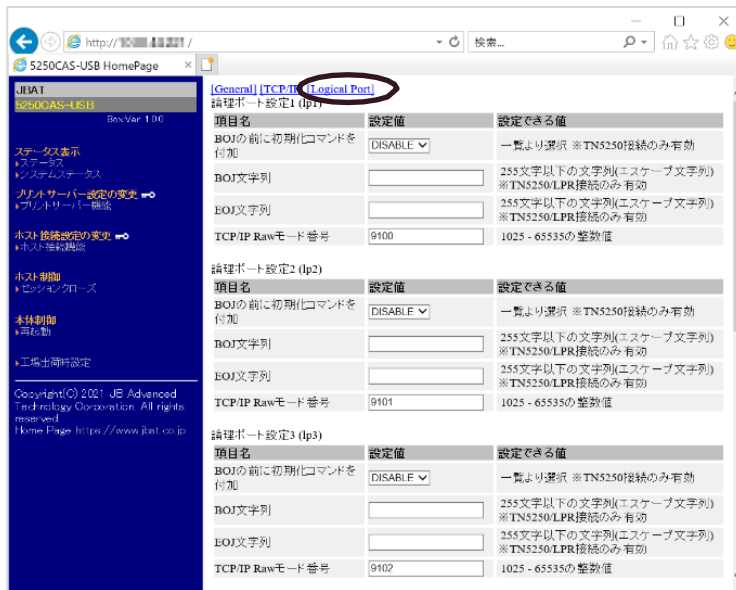 http:// /
検索...
5250CAS-USB HomePage
JBAT
5250CAS-USB
BoxVer 1.0.0
ステータス表示
ステータス
システムステータス
プリントサーバー設定の変更
プリントサーバー機能
ホスト接続設定の変更
ホスト接続機能
ホスト制御
セッションクローズ
本体制御
再起動
工場出荷時設定
Copyright(C) 2021 JB Advanced
Technology Corporation. All rights
reserved
Home Page https://www.jbat.co.jp
[General] [TCP/IP] [Logical Port]
論理ポート設定1 (lp1)
項目名 設定値 設定できる値
BOJの前に初期化コマンドを
付加 DISABLE 一覧より選択 ※TN5250接続のみ有効
BOJ文字列 255文字以下の文字列(エスケープ文字列)
※TN5250/LPR接続のみ有効
EOJ文字列 255文字以下の文字列(エスケープ文字列)
※TN5250/LPR接続のみ有効
TCP/IP Rawモード番号 9100 1025 - 65535の整数値
論理ポート設定2 (lp2)
項目名 設定値 設定できる値
BOJの前に初期化コマンドを
付加 DISABLE 一覧より選択 ※TN5250接続のみ有効
BOJ文字列 255文字以下の文字列(エスケープ文字列)
※TN5250/LPR接続のみ有効
EOJ文字列 255文字以下の文字列(エスケープ文字列)
※TN5250/LPR接続のみ有効
TCP/IP Rawモード番号 9101 1025 - 65535の整数値
論理ポート設定3 (lp3)
項目名 設定値 設定できる値
BOJの前に初期化コマンドを
付加 DISABLE 一覧より選択 ※TN5250接続のみ有効
BOJ文字列 255文字以下の文字列(エスケープ文字列)
※TN5250/LPR接続のみ有効
EOJ文字列 255文字以下の文字列(エスケープ文字列)
※TN5250/LPR接続のみ有効
TCP/IP Rawモード番号 9102 1025 - 65535の整数値